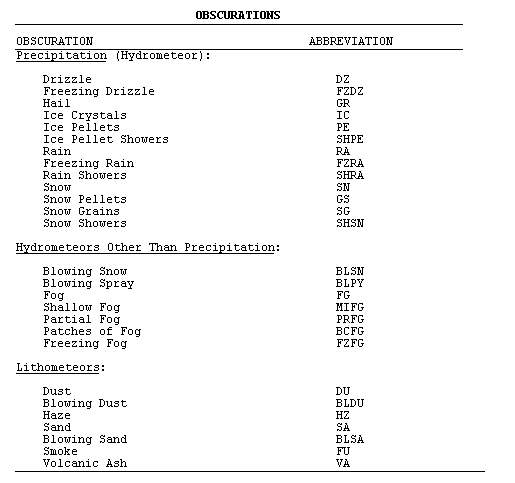 OBSCURATIONS
OBSCURATION ABBREVIATION
Precipitation (Hydrometeor):
Drizzle DZ
Freezing Drizzle FZDZ
Hail GR
Ice Crystals IC
Ice Pellets PE
Ice Pellet Showers SHPE
Rain RA
Freezing Rain FZRA
Rain Showers SHRA
Snow SN
Snow Pellets GS
Snow Grains SG
Snow Showers SHSN
Hydrometeors Other Than Precipitation:
Blowing Snow BLSN
Blowing Spray BLPY
Fog FG
Shallow Fog MIFG
Partial Fog PRFG
Patches of Fog BCFG
Freezing Fog FZFG
Lithometeors:
Dust DU
Blowing Dust BLDU
Haze HZ
Sand SA
Blowing Sand BLSA
Smoke FU
Volcanic Ash VA